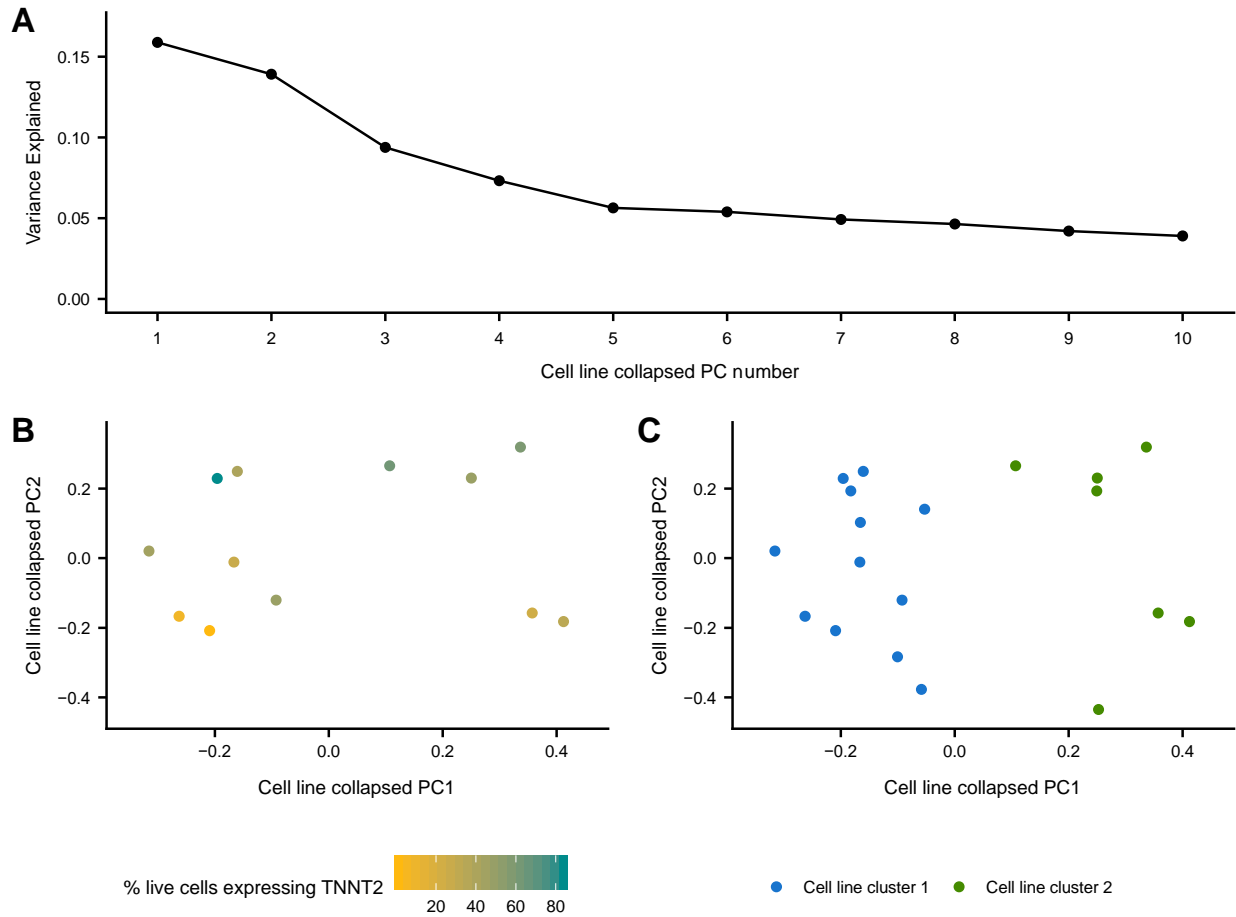 A
Variance Explained
0.15
0.10
0.05
0.00
1 2 3 4 5 6 7 8 9 10
Cell line collapsed PC number
B
Cell line collapsed PC2
0.2
0.0
−0.2
−0.4
−0.2 0.0 0.2 0.4
Cell line collapsed PC1
% live cells expressing TNNT2
20 40 60 80
C
Cell line collapsed PC2
0.2
0.0
−0.2
−0.4
−0.2 0.0 0.2 0.4
Cell line collapsed PC1
Cell line cluster 1 Cell line cluster 2